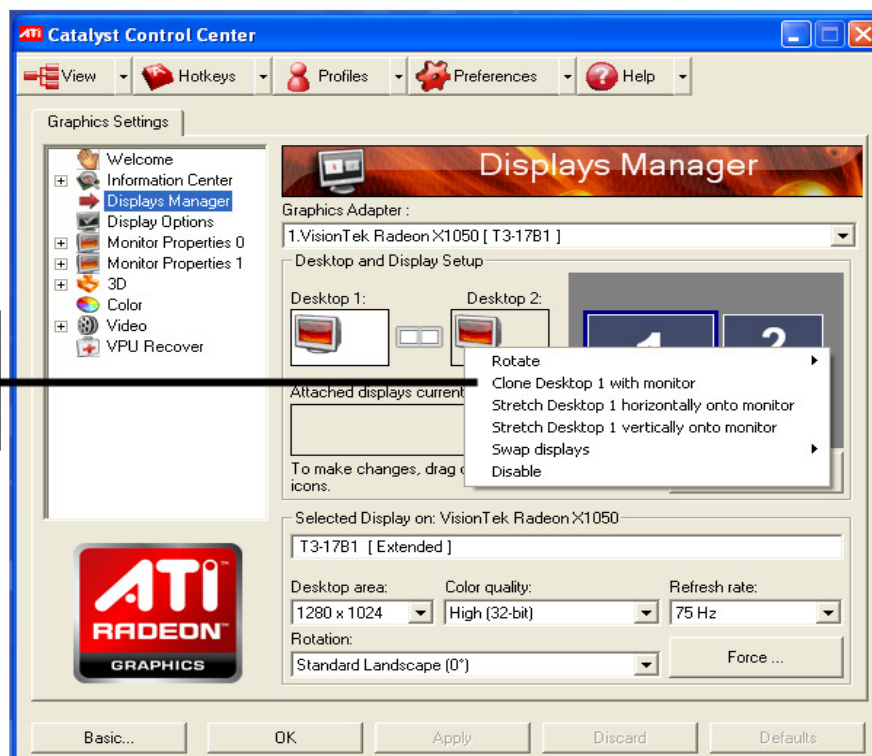 ATI Catalyst Control Center
View Hotkeys Profiles Preferences Help
Graphics Settings
Welcome
Information Center
Displays Manager
Display Options
Monitor Properties 0
Monitor Properties 1
3D
Color
Video
VPU Recover
ATI
RADEON
GRAPHICS
Displays Manager
Graphics Adapter :
1.VisionTek Radeon X1050 [ T3-17B1 ]
Desktop and Display Setup
Desktop 1: Desktop 2:
1 2
Rotate
Clone Desktop 1 with monitor
Stretch Desktop 1 horizontally onto monitor
Stretch Desktop 1 vertically onto monitor
Swap displays
Disable
Attached displays current
To make changes, drag
icons.
Selected Display on: VisionTek Radeon X1050
T3-17B1 [ Extended ]
Desktop area: Color quality: Refresh rate:
1280 x 1024 High (32-bit) 75 Hz
Rotation:
Standard Landscape (0°) Force ...
Basic... OK Apply Discard Defaults